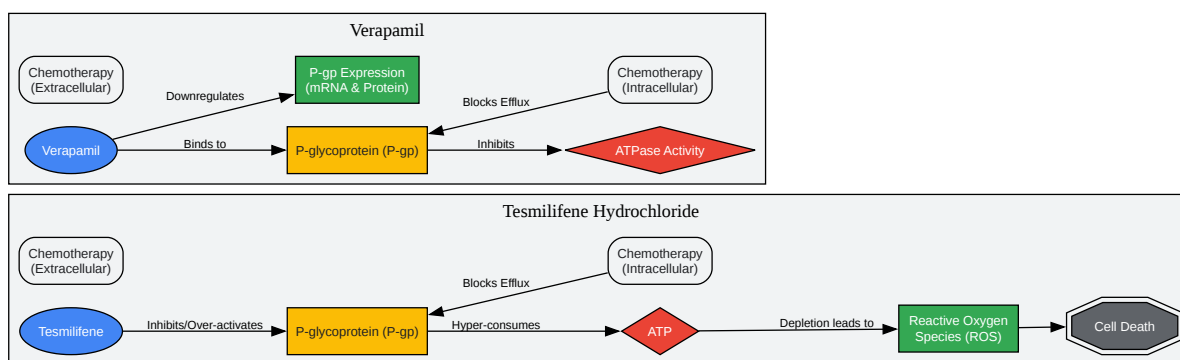 Verapamil
Chemotherapy
(Extracellular)
P-gp Expression
(mRNA & Protein)
Chemotherapy
(Intracellular)
Downregulates
Blocks Efflux
Verapamil
Binds to
P-glycoprotein (P-gp)
Inhibits
ATPase Activity
Tesmilifene Hydrochloride
Chemotherapy
(Extracellular)
Chemotherapy
(Intracellular)
Blocks Efflux
Tesmilifene
Inhibits/Over-activates
P-glycoprotein (P-gp)
Hyper-consumes
ATP
Depletion leads to
Reactive Oxygen
Species (ROS)
Cell Death